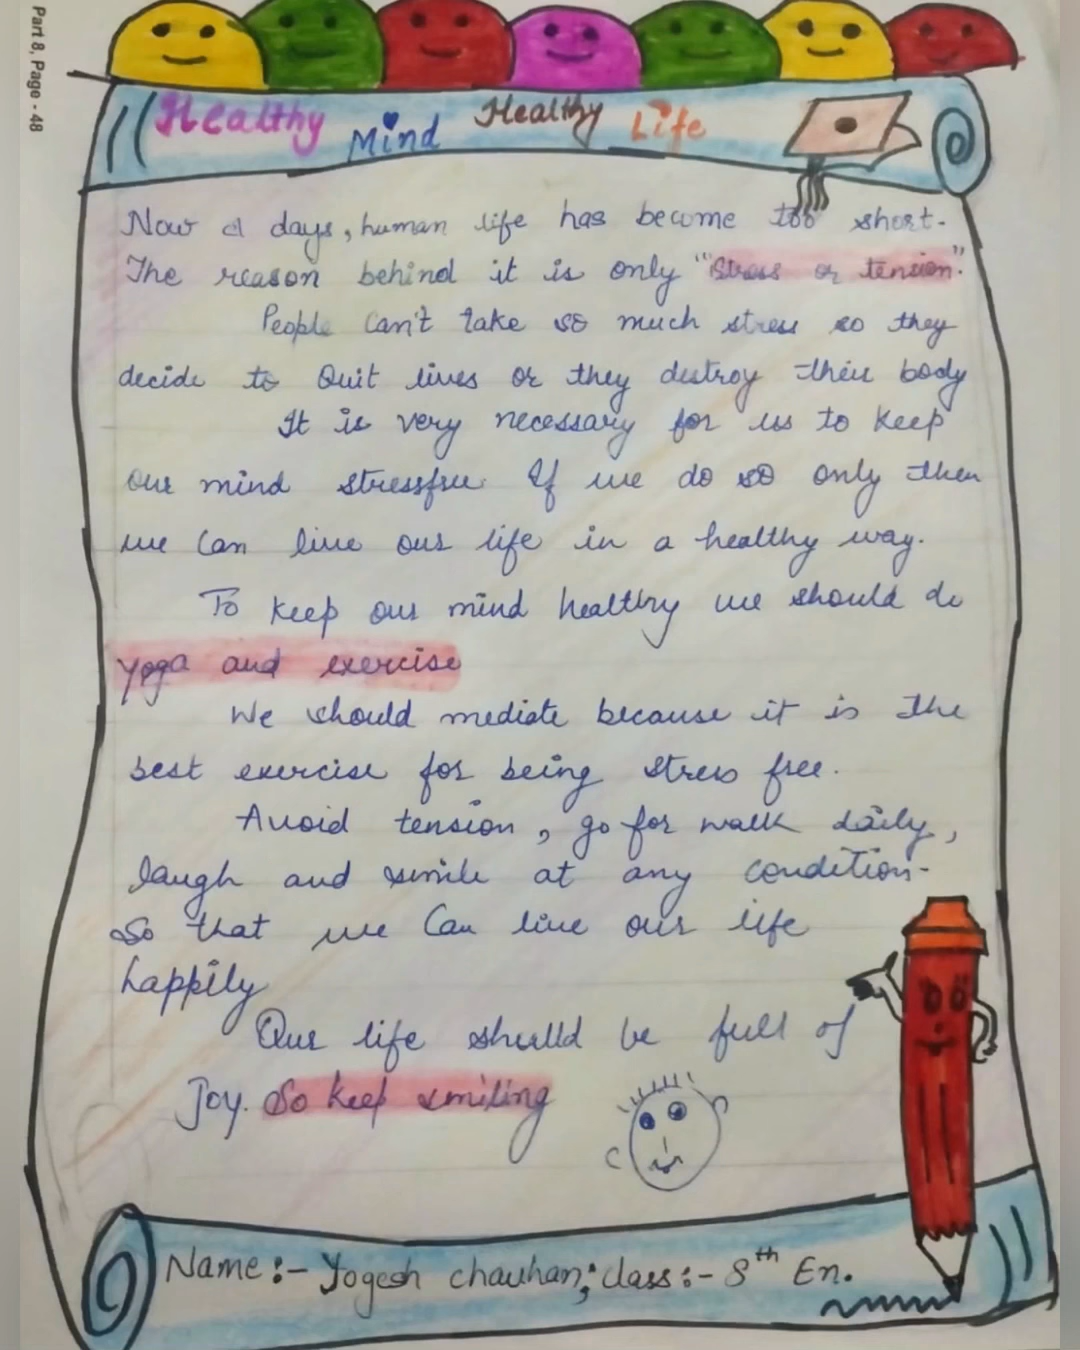 Part 8, Page - 48
Healthy Mind Healthy Life
Now a days, human life has become too short.
The reason behind it is only "Stress or tension".
People Can't take so much stress so they
decide to Quit lives or they destroy their body
It is very necessary for us to keep
our mind stressfree. If we do so only then
we Can live our life in a healthy way.
To keep our mind healthy we should do
yoga and exercise
We should mediate because it is the
best exercise for being stress free.
Avoid tension, go for walk daily,
laugh and smile at any condition.
So that we Can live our life
happily
Our life shulld be full of
Joy. So keep smiling
Name:- Yogesh chauhan; class:- 8th En.